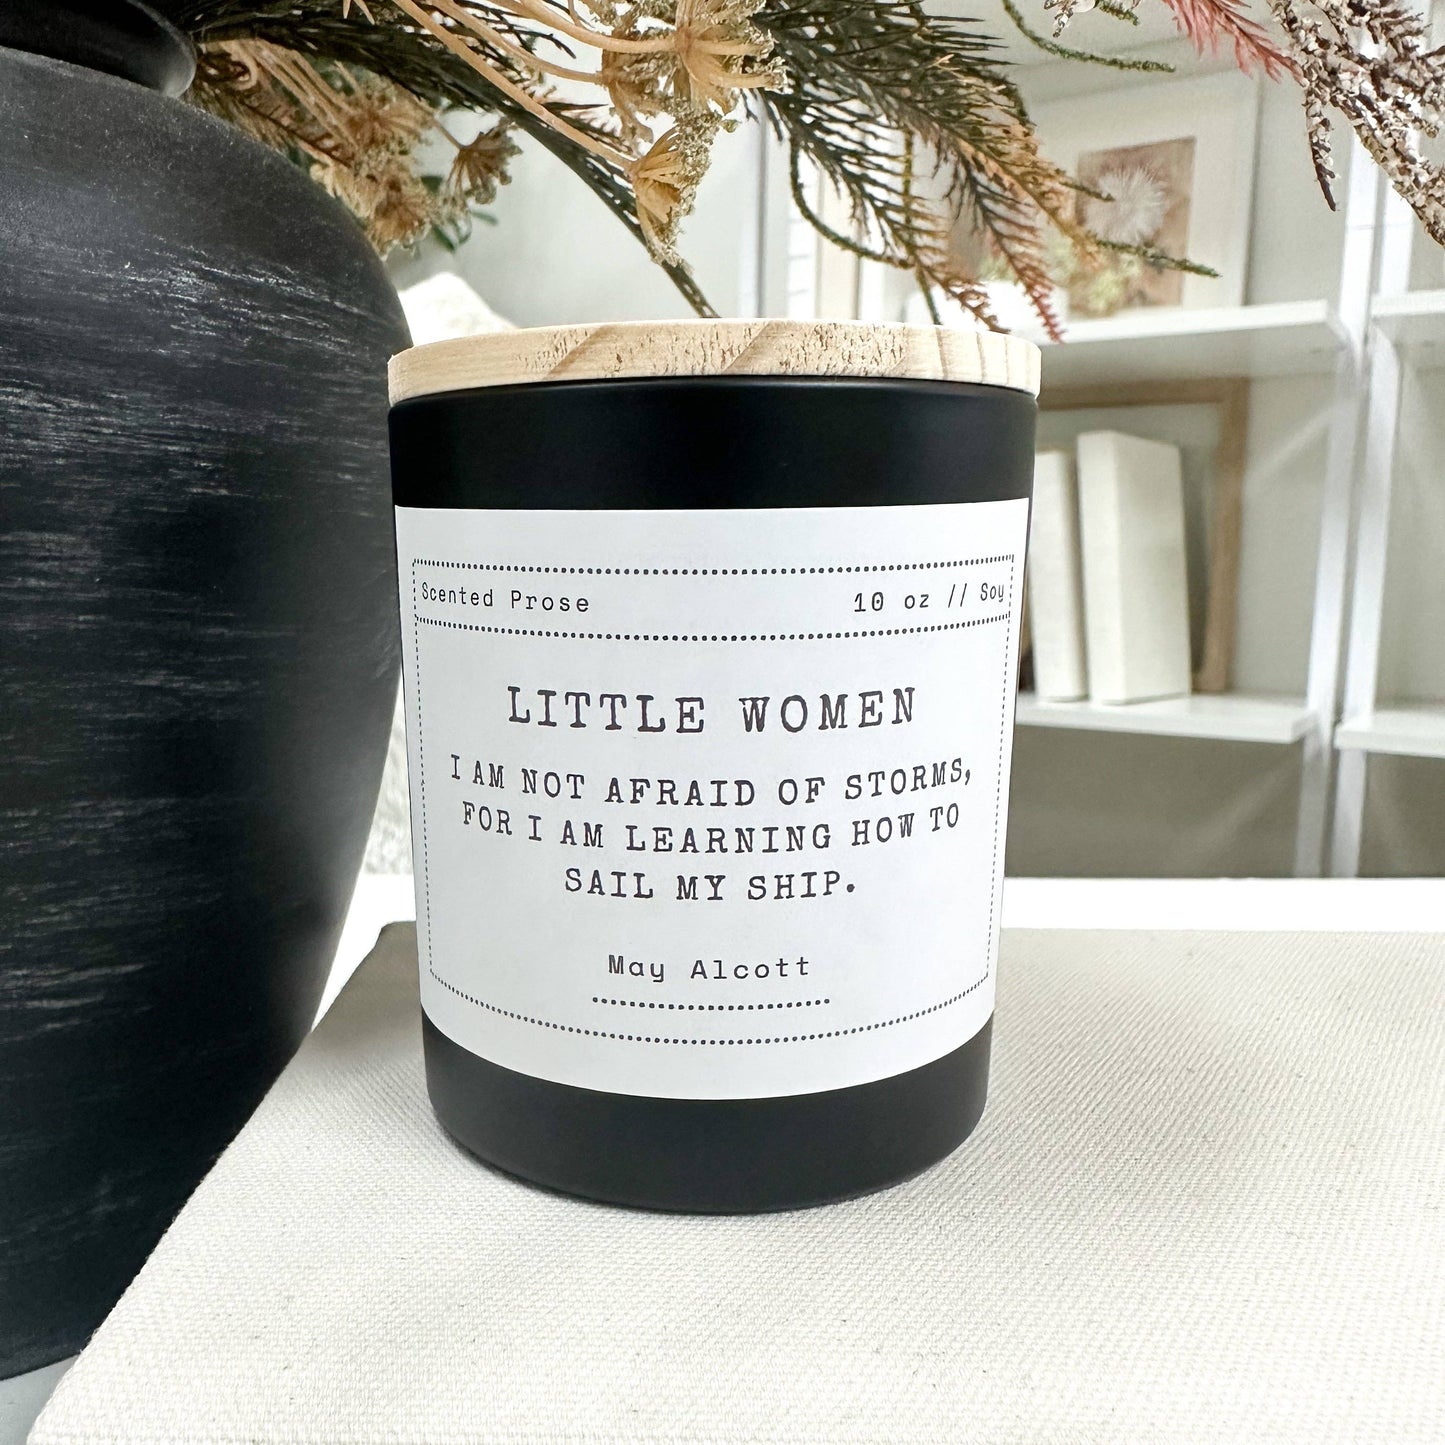 Scented Prose 10 oz // Soy
LITTLE WOMEN
I AM NOT AFRAID OF STORMS,
FOR I AM LEARNING HOW TO
SAIL MY SHIP.
May Alcott